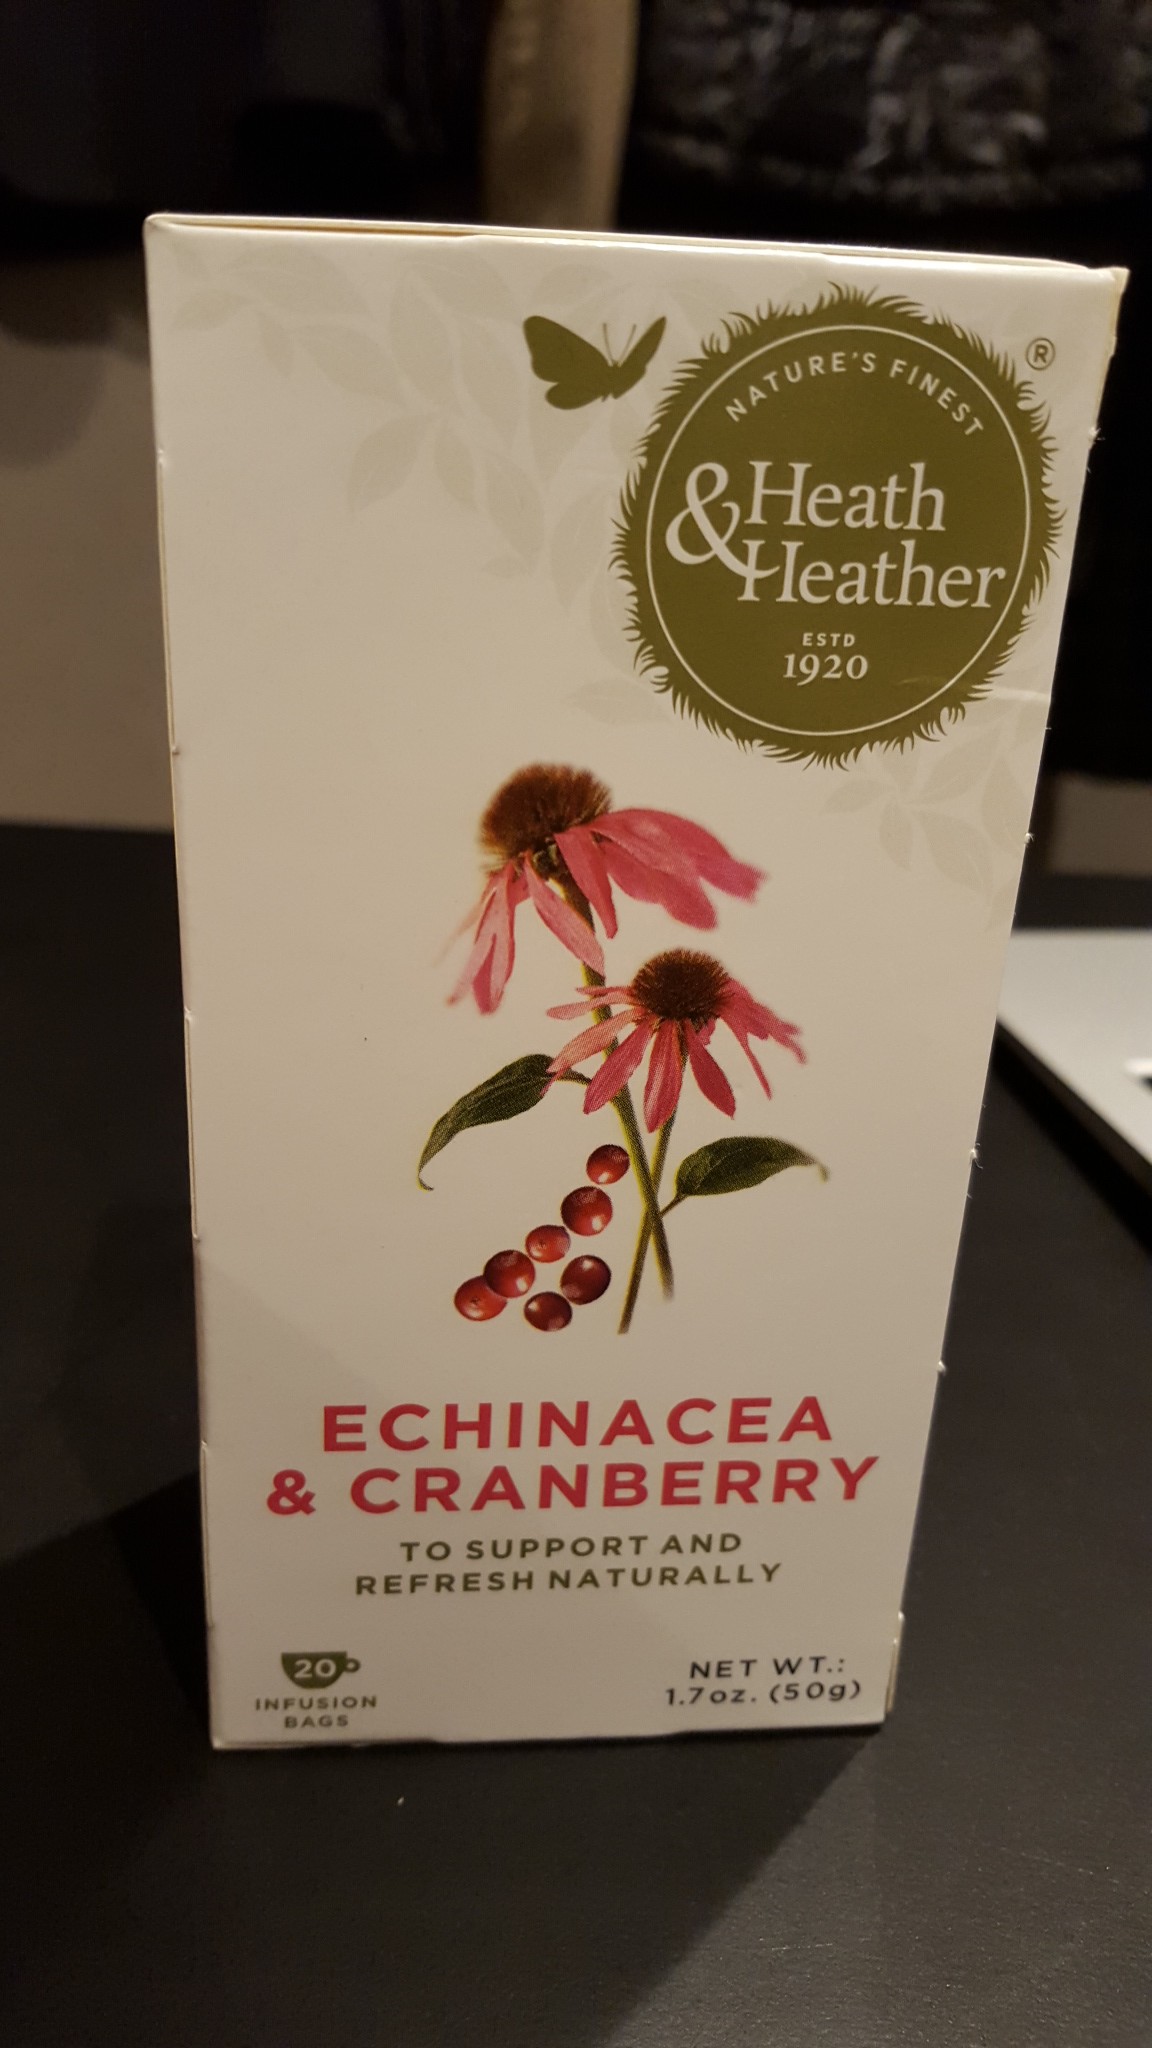 NATURE'S FINEST
®
Heath
& Heather
ESTD
1920
ECHINACEA
& CRANBERRY
TO SUPPORT AND
REFRESH NATURALLY
20
INFUSION
BAGS
NET WT.:
1.7oz. (50g)